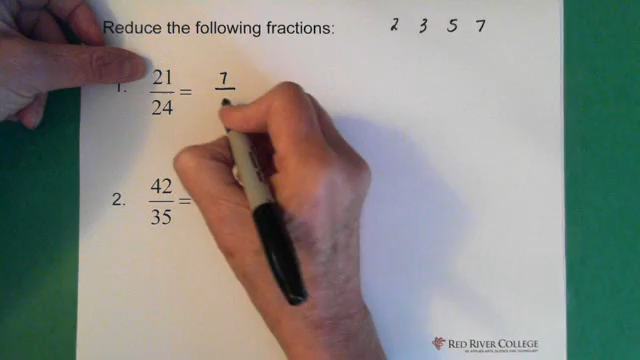 Reduce the following fractions: 2 3 5 7
1. 21/24 = 7/
2. 42/35 =
RED RIVER COLLEGE